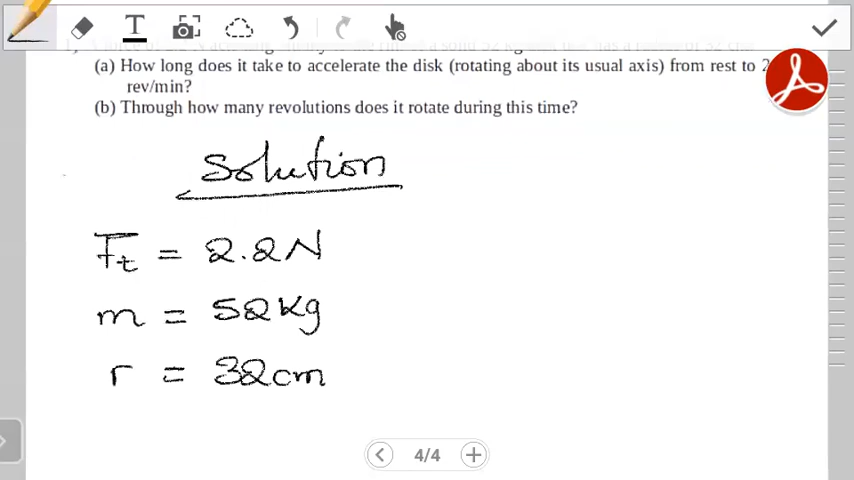 (a) How long does it take to accelerate the disk (rotating about its usual axis) from rest to 2
rev/min?
(b) Through how many revolutions does it rotate during this time?
Solution
Ft = 2.2N
m = 52kg
r = 32cm
4/4